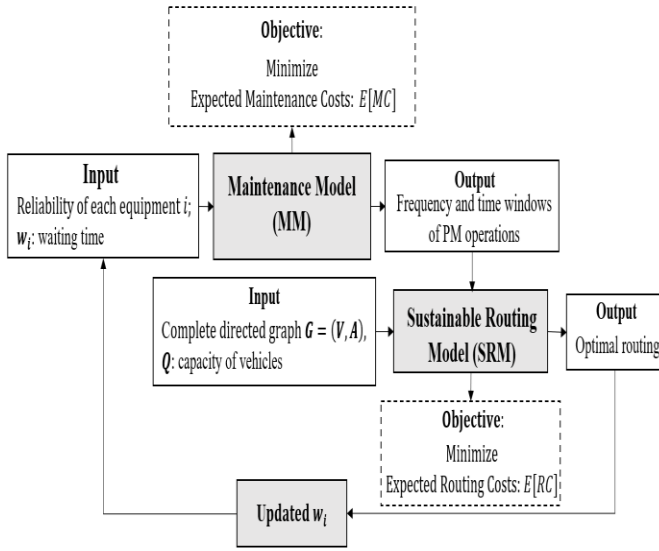 Objective:
Minimize
Expected Maintenance Costs: E[MC]
Input
Reliability of each equipment i;
w_i: waiting time
Maintenance Model
(MM)
Output
Frequency and time windows
of PM operations
Input
Complete directed graph G = (V, A),
Q: capacity of vehicles
Sustainable Routing
Model (SRM)
Output
Optimal routing
Objective:
Minimize
Expected Routing Costs: E[RC]
Updated w_i